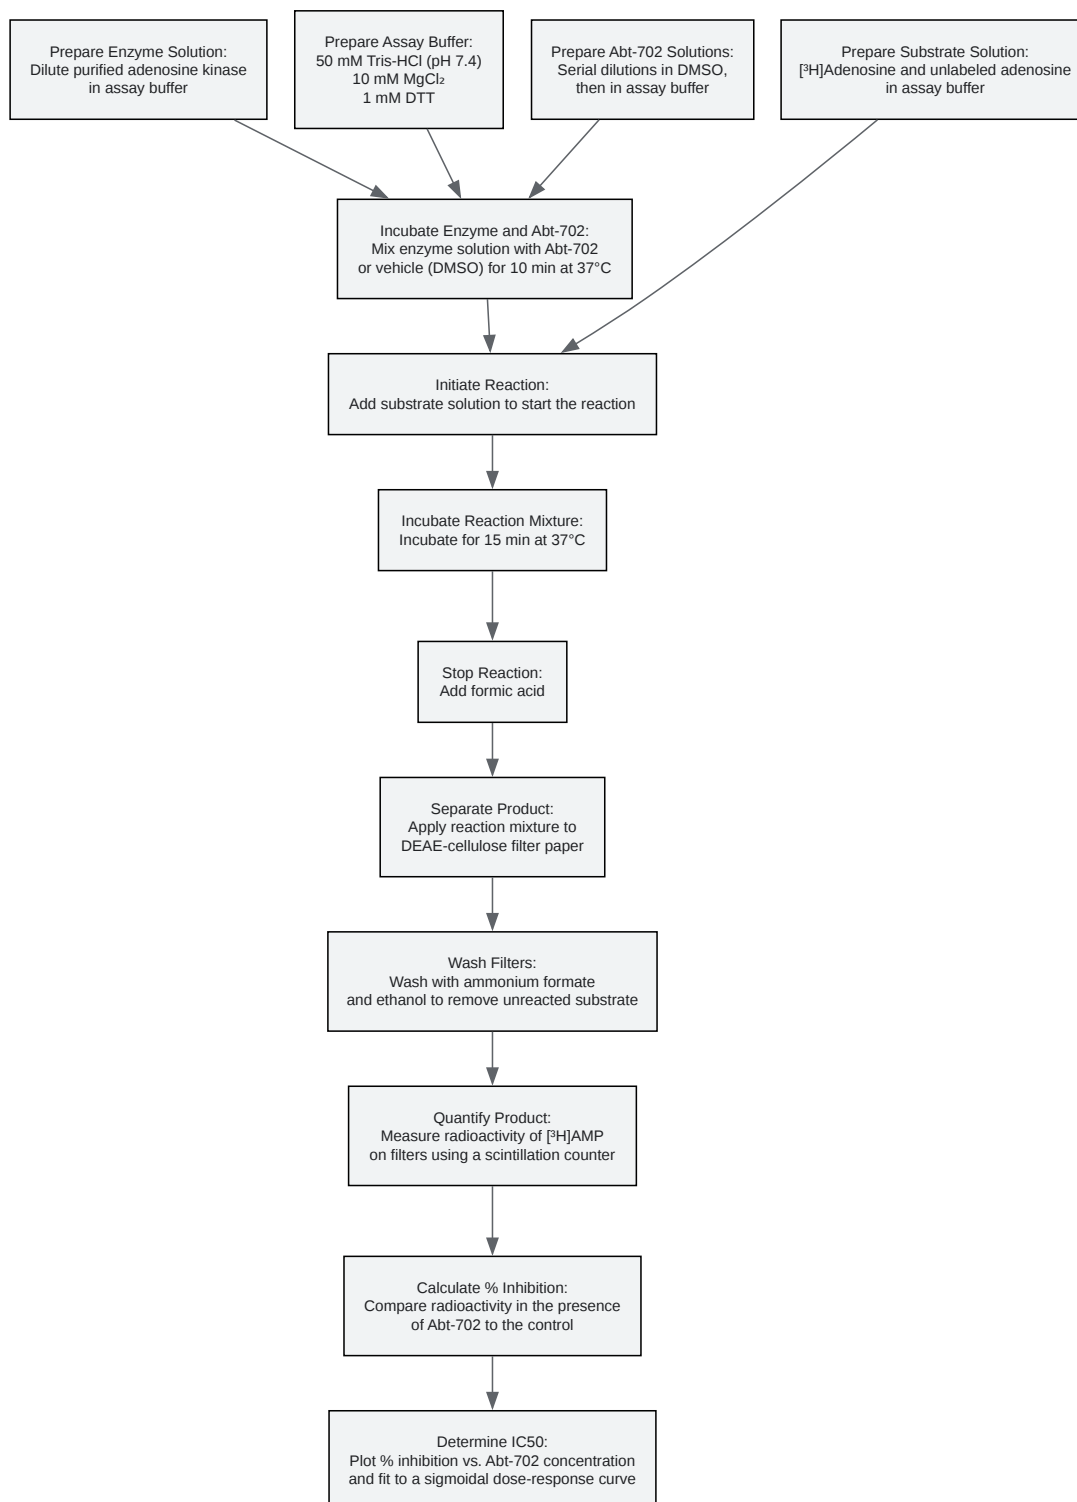 Prepare Enzyme Solution:
Dilute purified adenosine kinase
in assay buffer
Prepare Assay Buffer:
50 mM Tris-HCl (pH 7.4)
10 mM MgCl₂
1 mM DTT
Prepare Abt-702 Solutions:
Serial dilutions in DMSO,
then in assay buffer
Prepare Substrate Solution:
[³H]Adenosine and unlabeled adenosine
in assay buffer
Incubate Enzyme and Abt-702:
Mix enzyme solution with Abt-702
or vehicle (DMSO) for 10 min at 37°C
Initiate Reaction:
Add substrate solution to start the reaction
Incubate Reaction Mixture:
Incubate for 15 min at 37°C
Stop Reaction:
Add formic acid
Separate Product:
Apply reaction mixture to
DEAE-cellulose filter paper
Wash Filters:
Wash with ammonium formate
and ethanol to remove unreacted substrate
Quantify Product:
Measure radioactivity of [³H]AMP
on filters using a scintillation counter
Calculate % Inhibition:
Compare radioactivity in the presence
of Abt-702 to the control
Determine IC50:
Plot % inhibition vs. Abt-702 concentration
and fit to a sigmoidal dose-response curve